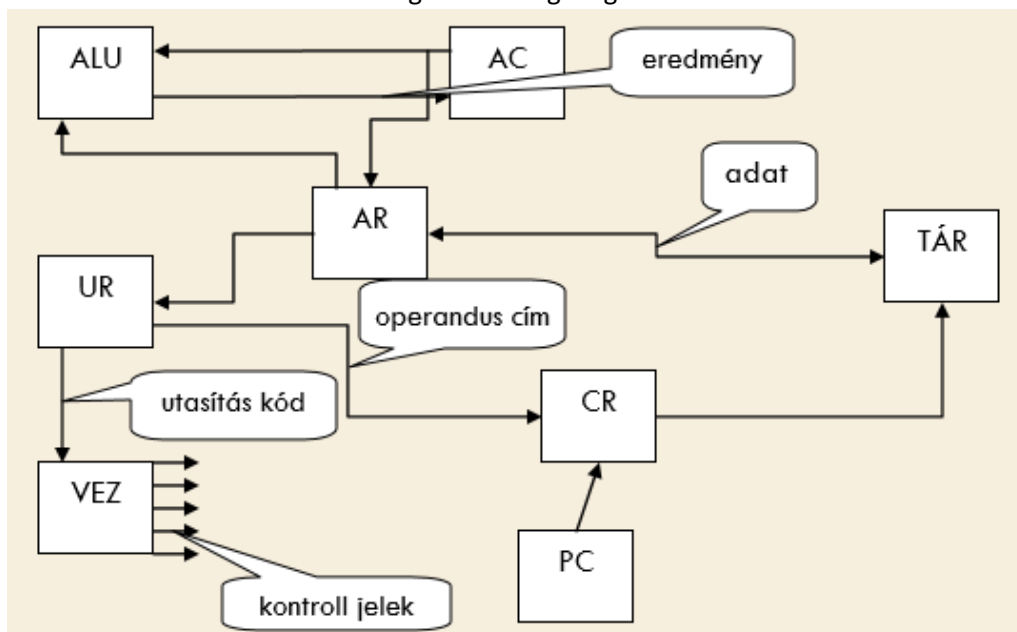 ALU
AC
eredmény
adat
AR
TÁR
UR
operandus cím
utasítás kód
CR
VEZ
PC
kontroll jelek